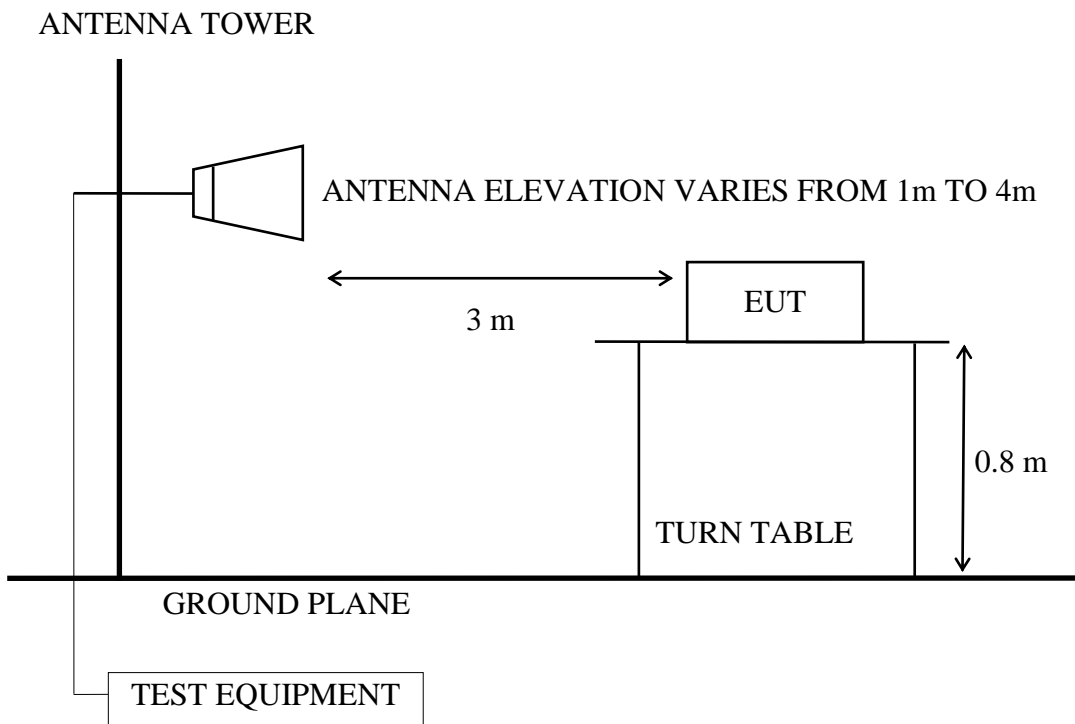 ANTENNA TOWER
ANTENNA ELEVATION VARIES FROM 1m TO 4m
EUT
3 m
0.8 m
TURN TABLE
GROUND PLANE
TEST EQUIPMENT